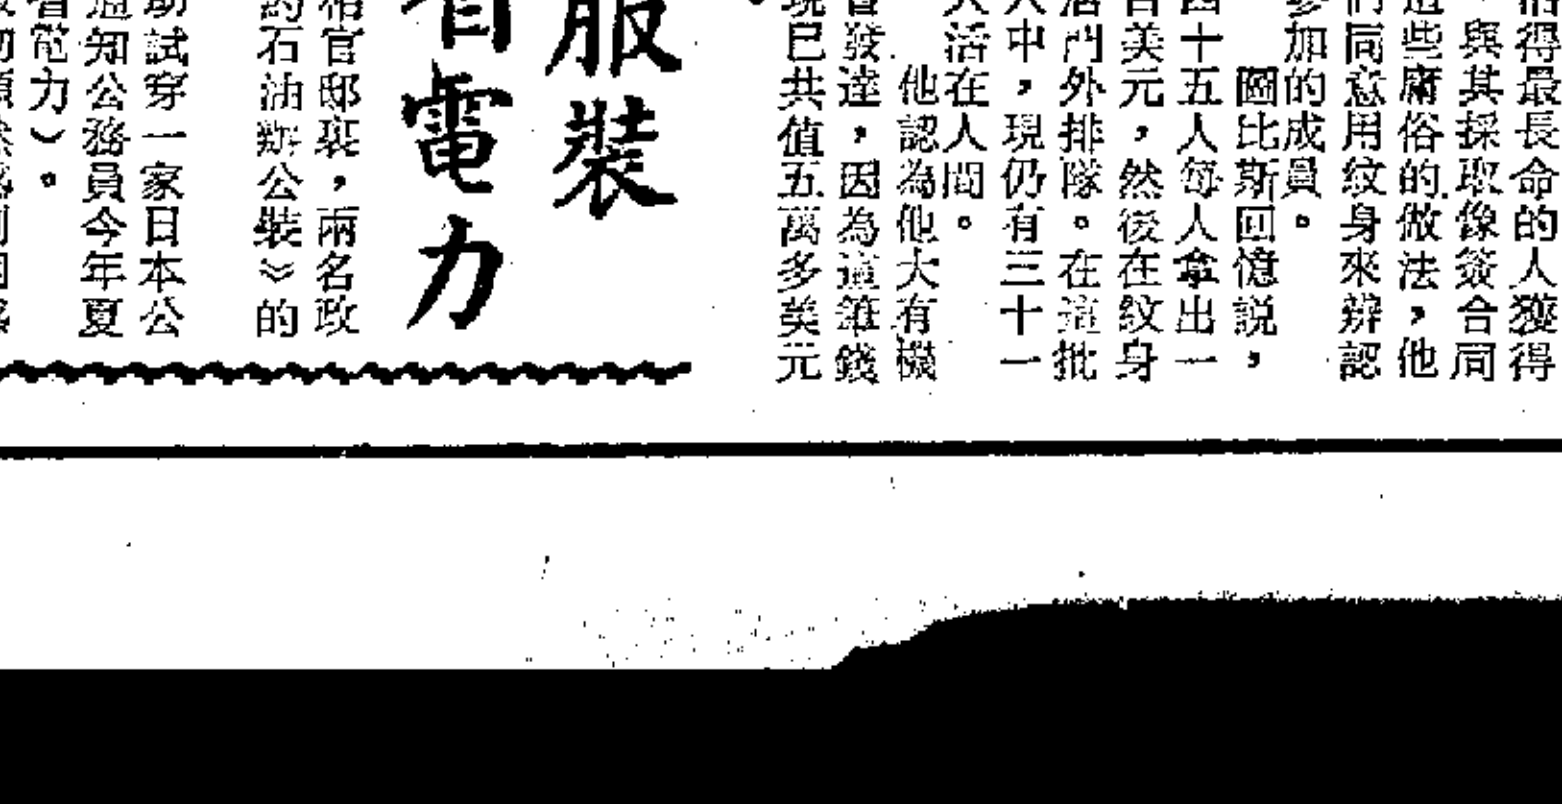 得最長命的人獲得
，與其採取像簽合同
這些庸俗的做法，他
們同意用紋身來辨認
參加的成員。
圖比斯回憶説，
四十五人每人拿出一
百美元，然後在紋身
活門外排隊。在這批
人中，現仍有三十一
人活在人間。
他認為他大有機
會發達，因為這筆錢
現已共值五萬多美元
。
服裝
省電力
相官邸裏，兩名政
約石油辦公裝》的
試穿一家日本公
通知公務員今年夏
省電力）。